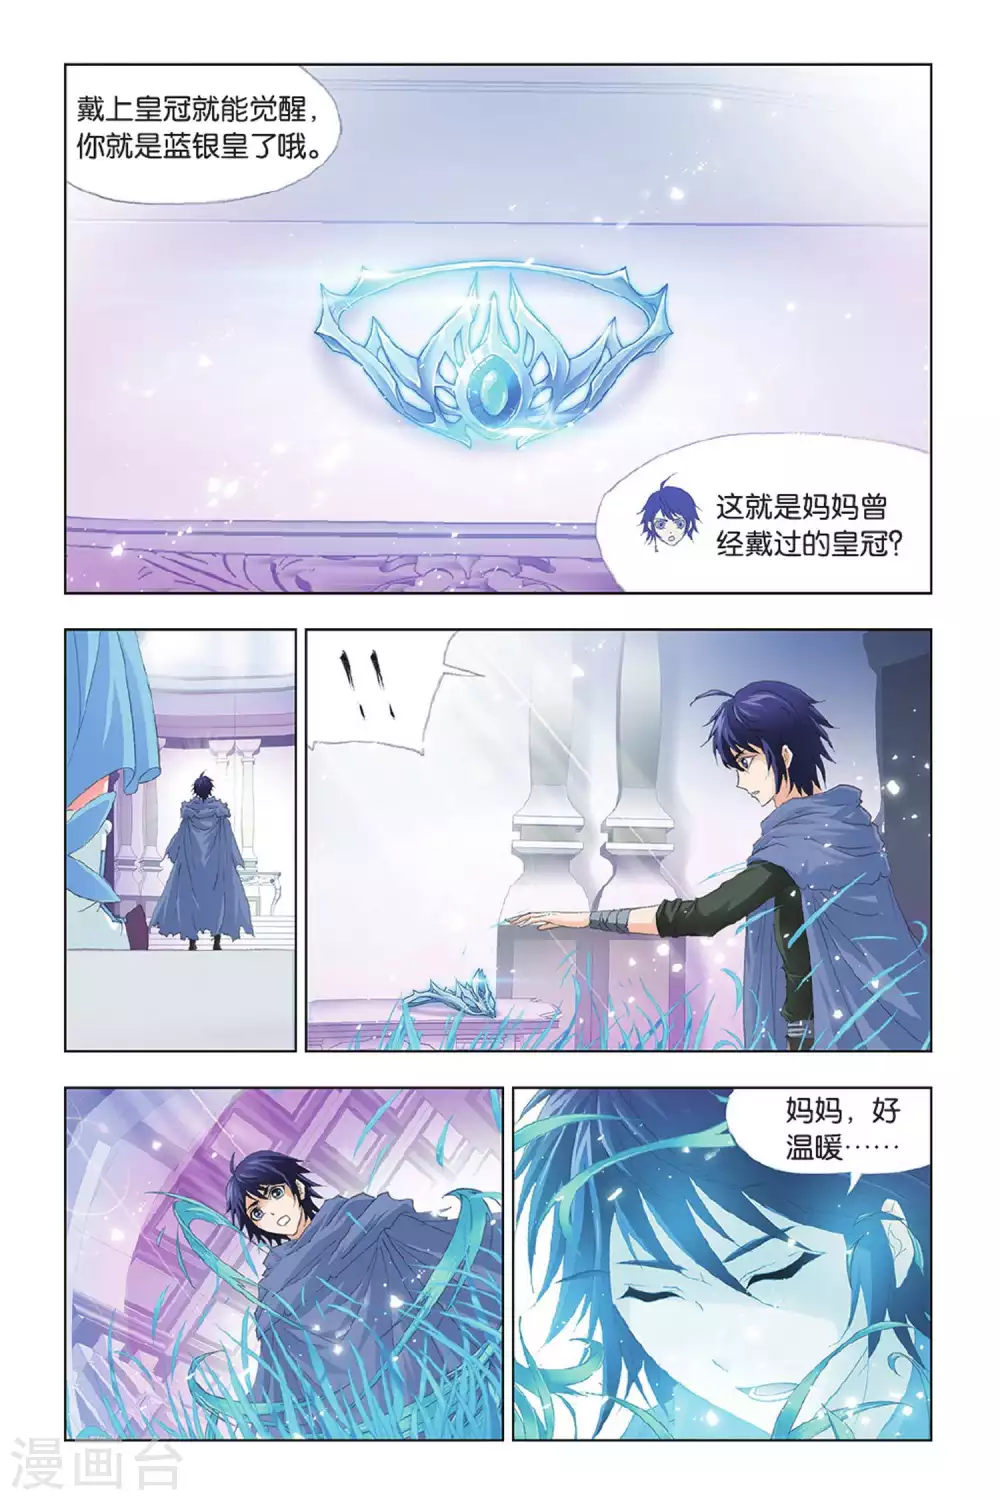 戴上皇冠就能觉醒，
你就是蓝银皇了哦。
这就是妈妈曾
经戴过的皇冠？
！！
妈妈，好
温暖……
漫画台